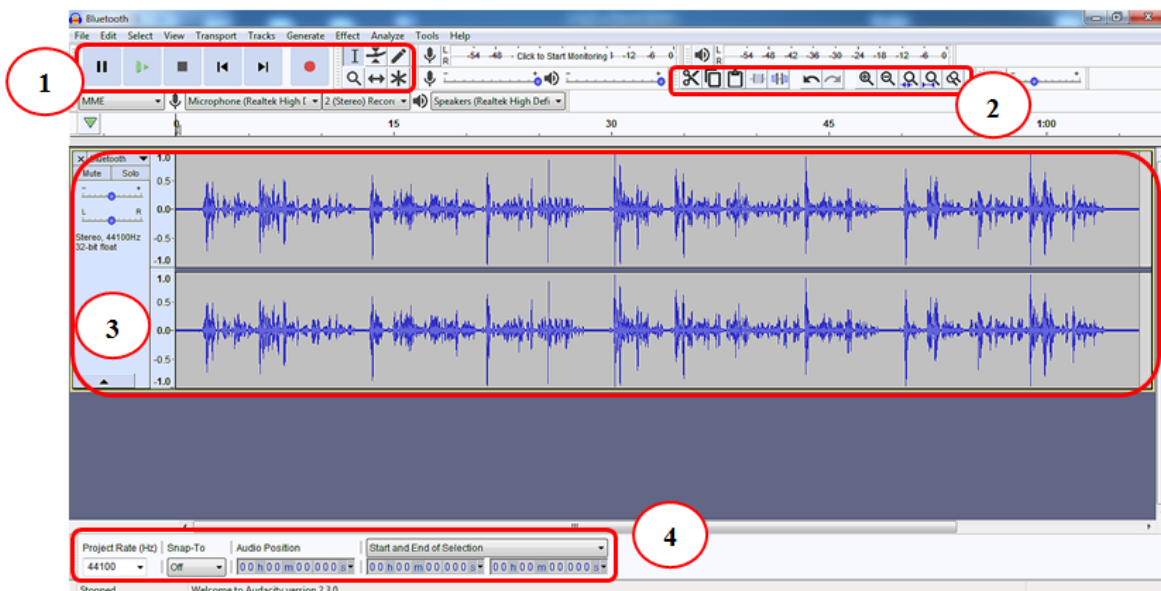 Bluetooth
File Edit Select View Transport Tracks Generate Effect Analyze Tools Help
1
L
R
-54 -48 - Click to Start Monitoring -12 -6 0
L
R
-54 -48 -42 -36 -30 -24 -18 -12 -6 0
2
MME
Microphone (Realtek High
2 (Stereo) Recor
Speakers (Realtek High Defi
0 15 30 45 1:00
X Bluetooth
Mute Solo
- +
L R
Stereo, 44100Hz
32-bit float
1.0
0.5
0.0
-0.5
-1.0
1.0
0.5
0.0
-0.5
-1.0
3
4
Project Rate (Hz) Snap-To Audio Position Start and End of Selection
44100 Off 00 h 00 m 00.000 s 00 h 00 m 00.000 s 00 h 00 m 00.000 s
Stopped. Welcome to Audacity version 2.3.0